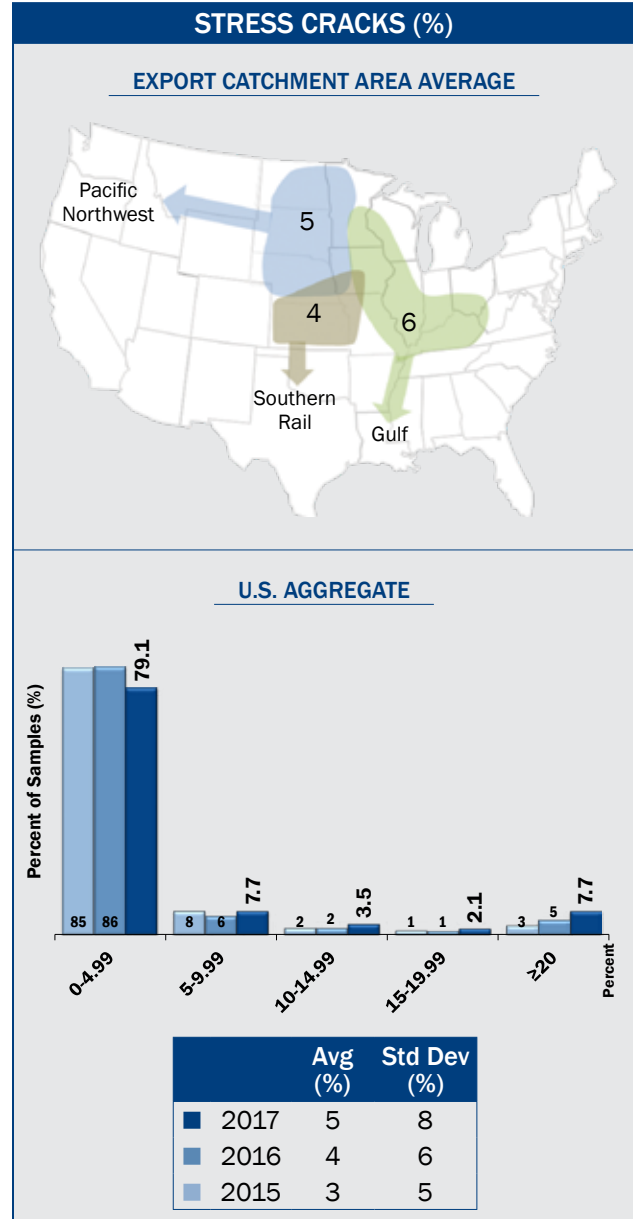 STRESS CRACKS (%)
EXPORT CATCHMENT AREA AVERAGE
Pacific
Northwest
5
4
6
Southern
Rail
Gulf
U.S. AGGREGATE
Percent of Samples (%)
85 86 79.1
8 6 7.7
2 2 3.5
1 1 2.1
3 5 7.7
0-4.99 5-9.99 10-14.99 15-19.99 ≥20 Percent
Avg Std Dev
(%) (%)
2017 5 8
2016 4 6
2015 3 5